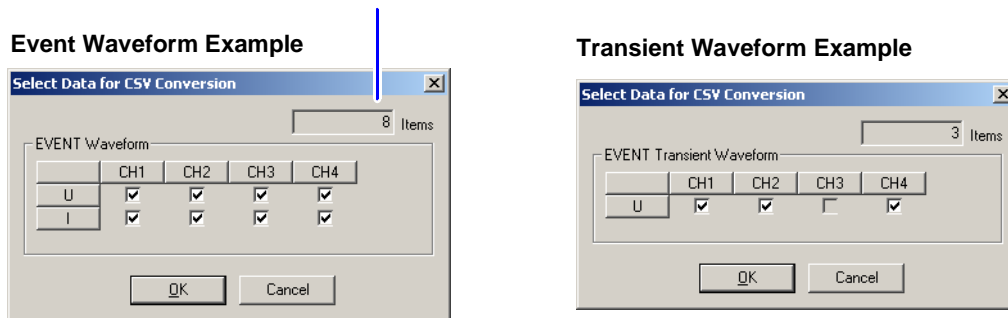 Event Waveform Example
Select Data for CSV Conversion
8 Items
EVENT Waveform
CH1 CH2 CH3 CH4
U
I
OK Cancel
Transient Waveform Example
Select Data for CSV Conversion
3 Items
EVENT Transient Waveform
CH1 CH2 CH3 CH4
U
OK Cancel